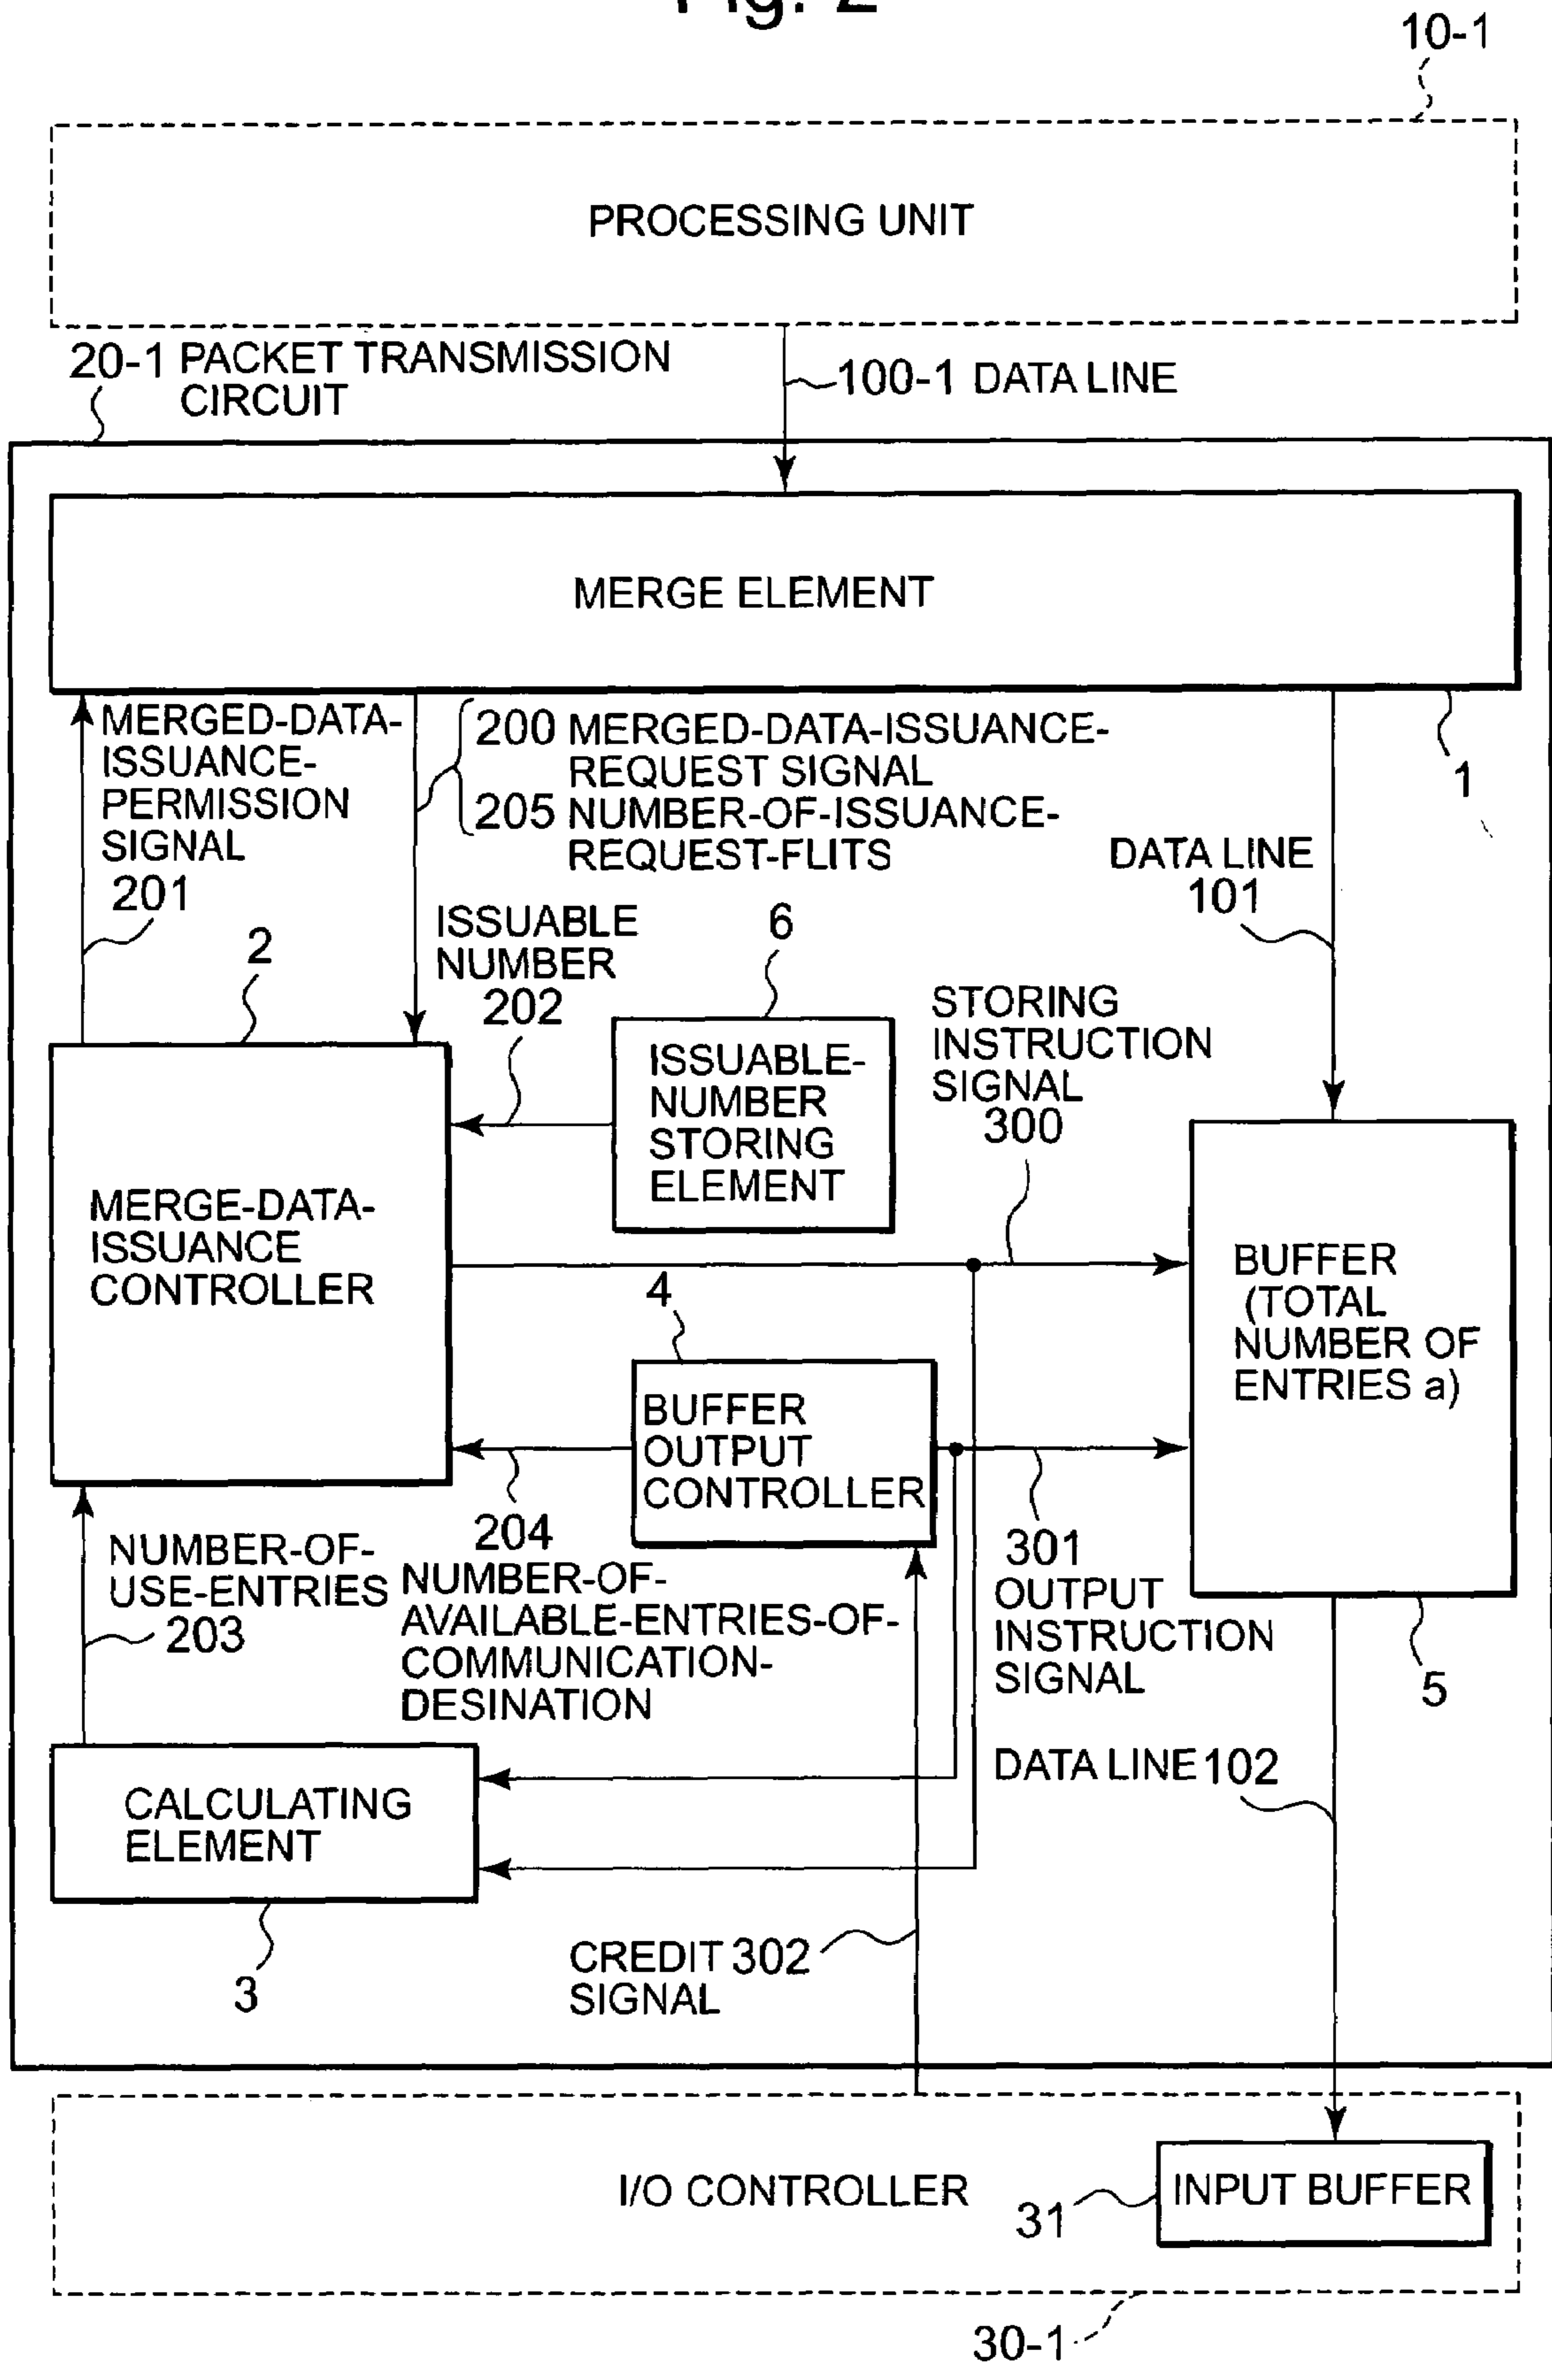 Fig. 2
10-1
PROCESSING UNIT
20-1 PACKET TRANSMISSION
CIRCUIT
100-1 DATA LINE
MERGE ELEMENT
MERGED-DATA-
ISSUANCE-
PERMISSION
SIGNAL
201
200 MERGED-DATA-ISSUANCE-
REQUEST SIGNAL
205 NUMBER-OF-ISSUANCE-
REQUEST-FLITS
1
DATA LINE
101
2
ISSUABLE
NUMBER
202
6
ISSUABLE-
NUMBER
STORING
ELEMENT
STORING
INSTRUCTION
SIGNAL
300
MERGE-DATA-
ISSUANCE
CONTROLLER
4
BUFFER
OUTPUT
CONTROLLER
BUFFER
(TOTAL
NUMBER OF
ENTRIES a)
204
NUMBER-OF-
AVAILABLE-ENTRIES-OF-
COMMUNICATION-
DESINATION
301
OUTPUT
INSTRUCTION
SIGNAL
5
NUMBER-OF-
USE-ENTRIES
203
DATA LINE 102
CALCULATING
ELEMENT
3
CREDIT 302
SIGNAL
I/O CONTROLLER
31
INPUT BUFFER
30-1